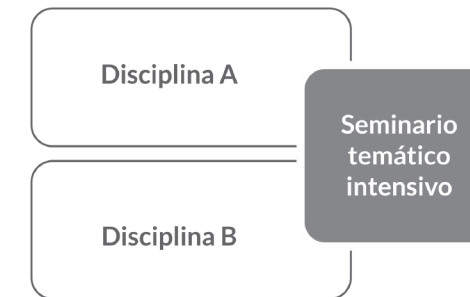 Disciplina A
Seminario
temático
intensivo
Disciplina B